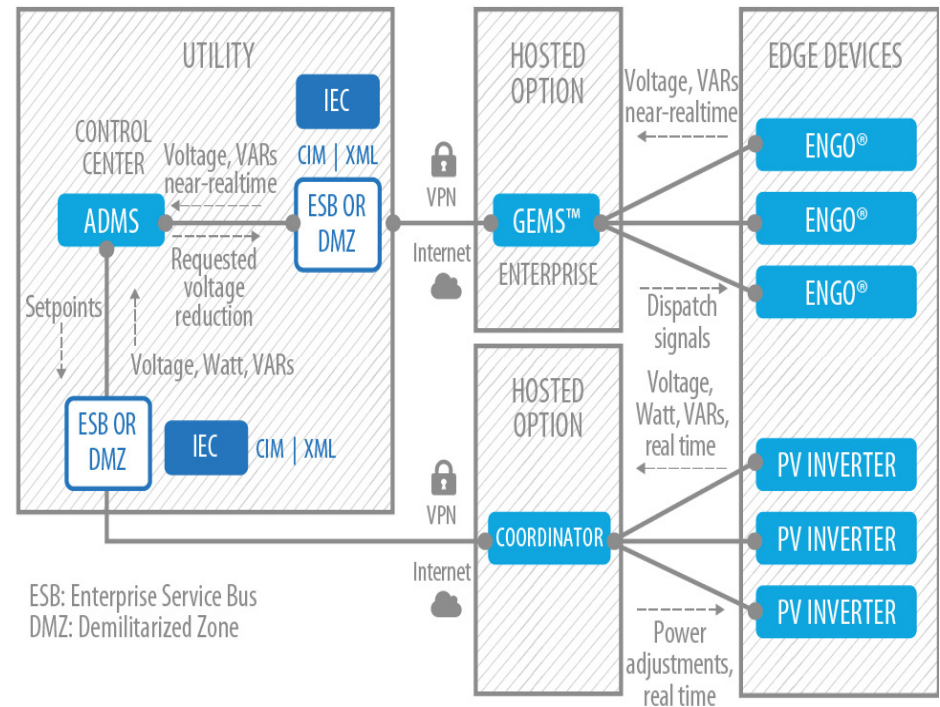 UTILITY
IEC
CIM | XML
CONTROL
CENTER
Voltage, VARs
near-realtime
ADMS
ESB OR
DMZ
Requested
voltage
reduction
Setpoints
Voltage, Watt, VARs
ESB OR
DMZ
IEC
CIM | XML
VPN
Internet
HOSTED
OPTION
GEMS™
ENTERPRISE
Voltage, VARs
near-realtime
Dispatch
signals
EDGE DEVICES
ENGO®
ENGO®
ENGO®
VPN
Internet
HOSTED
OPTION
COORDINATOR
Voltage,
Watt, VARs,
real time
Power
adjustments,
real time
PV INVERTER
PV INVERTER
PV INVERTER
ESB: Enterprise Service Bus
DMZ: Demilitarized Zone